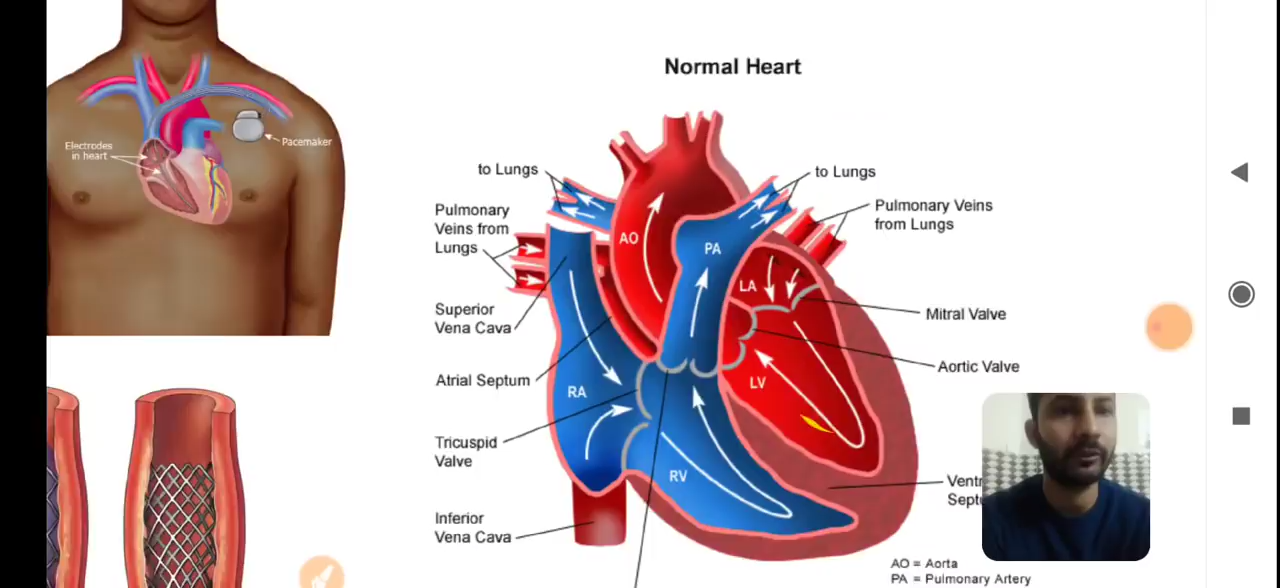 Electrodes
in heart
Pacemaker
Normal Heart
to Lungs
to Lungs
Pulmonary
Veins from
Lungs
Pulmonary Veins
from Lungs
AO
PA
LA
Superior
Vena Cava
Mitral Valve
Aortic Valve
Atrial Septum
RA
LV
Tricuspid
Valve
RV
Inferior
Vena Cava
AO = Aorta
PA = Pulmonary Artery